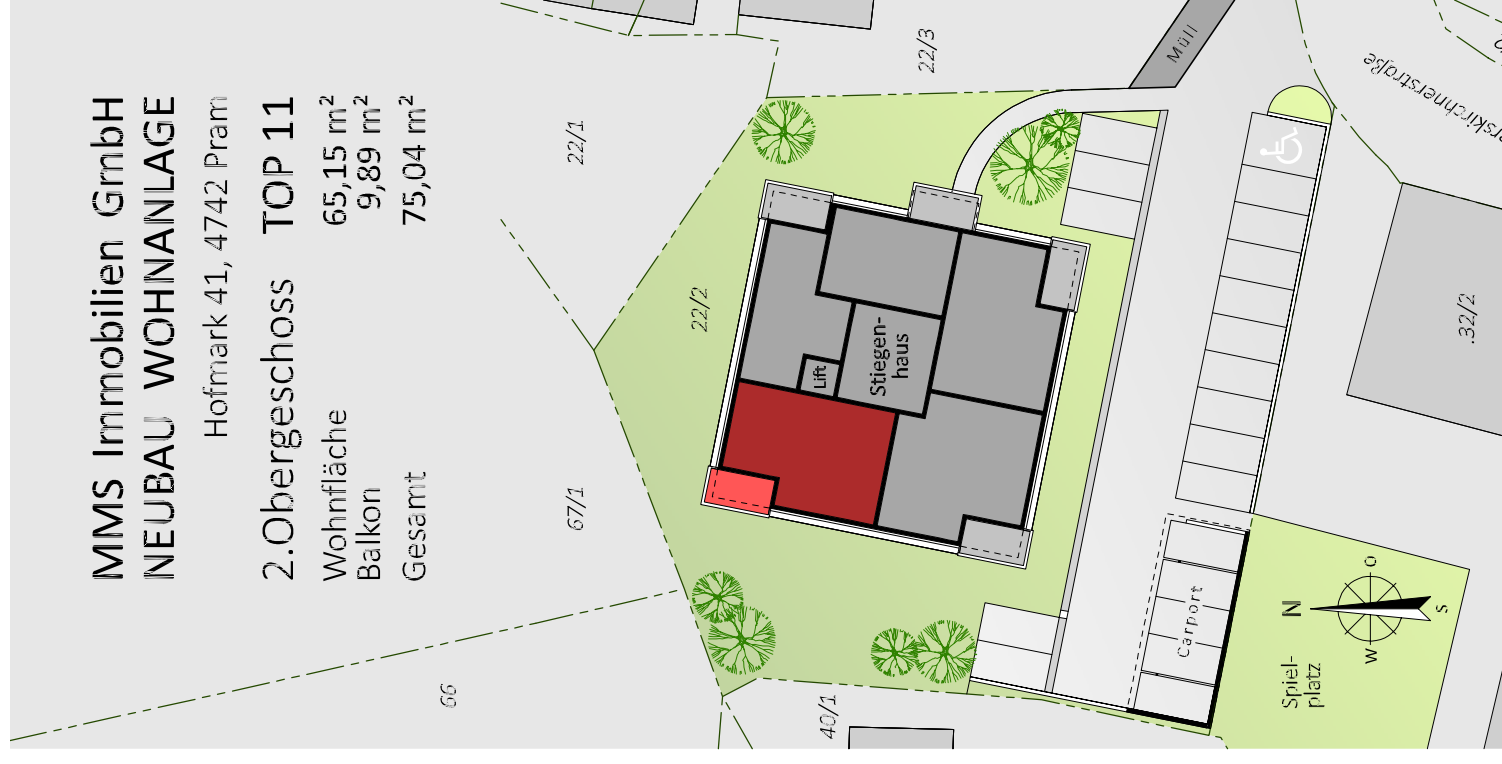 MMS Immobilien GmbH
NEUBAU WOHNANLAGE
Hofmark 41, 4742 Pram
2.Obergeschoss TOP 11
Wohnfläche 65,15 m²
Balkon 9,89 m²
Gesamt 75,04 m²
22/1
67/1
66
22/2
40/1
22/3
Lift
Stiegen-
haus
Müll
Carport
Spiel-
platz
N
O
S
W
.32/2